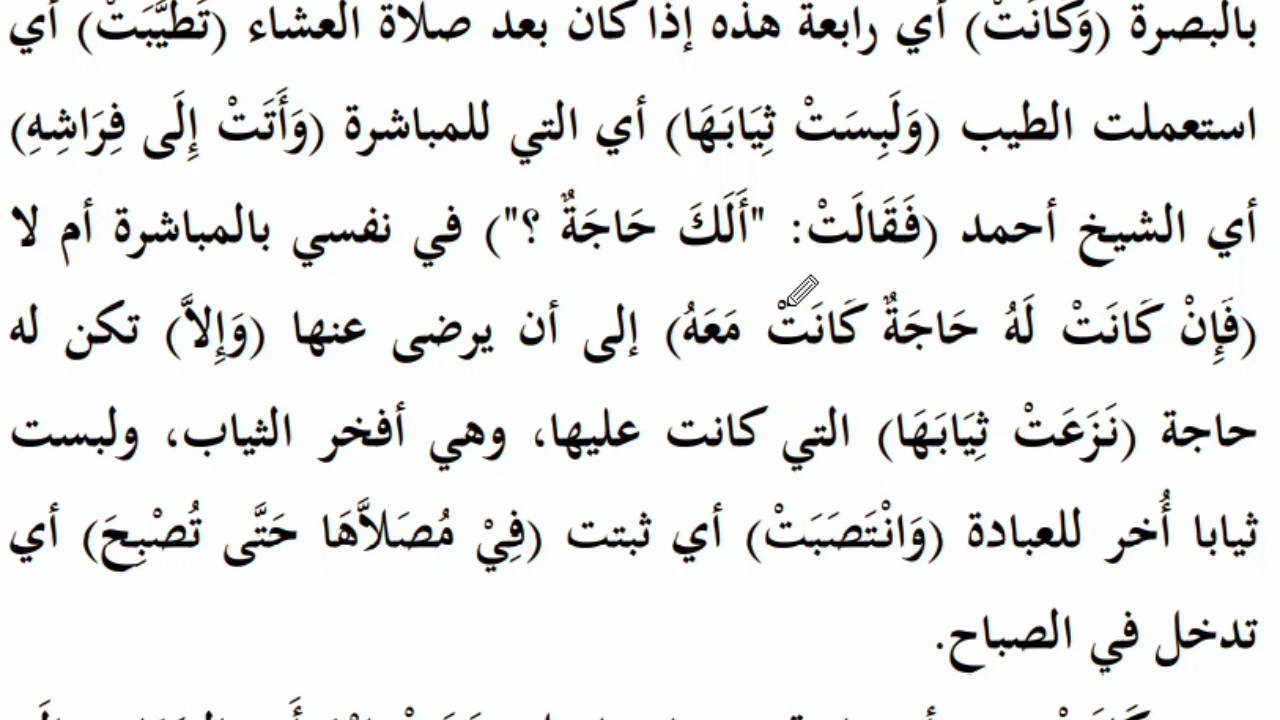 بالبصرة (وَكَانَتْ) أي رابعة هذه إذا كان بعد صلاة العشاء (تَطَيَّبَتْ) أي
استعملت الطيب (وَلَبِسَتْ ثِيَابَهَا) أي التي للمباشرة (وَأَتَتْ إِلَى فِرَاشِهِ)
أي الشيخ أحمد (فَقَالَتْ: "أَلَكَ حَاجَةٌ ؟") في نفسي بالمباشرة أم لا
(فَإِنْ كَانَتْ لَهُ حَاجَةٌ كَانَتْ مَعَهُ) إلى أن يرضى عنها (وَإِلاَّ) تكن له
حاجة (نَزَعَتْ ثِيَابَهَا) التي كانت عليها، وهي أفخر الثياب، ولبست
ثيابا أُخر للعبادة (وَانْتَصَبَتْ) أي ثبتت (فِيْ مُصَلاَّهَا حَتَّى تُصْبِحَ) أي
تدخل في الصباح.